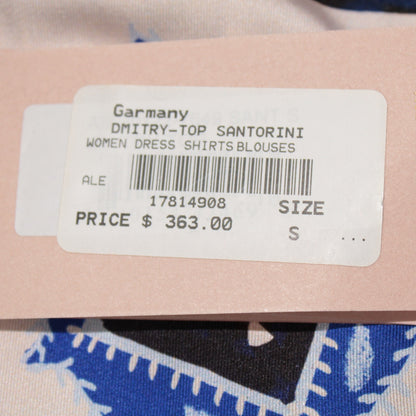 Garmany
DMITRY-TOP SANTORINI
WOMEN DRESS SHIRTS BLOUSES
ALE
17814908
SIZE
PRICE $ 363.00
S ...